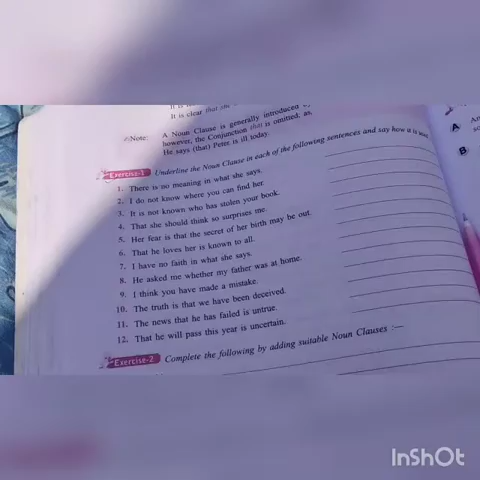 It is clear that she
Note: A Noun Clause is generally introduced
however, the Conjunction that is omitted, as,
He says (that) Peter is ill today.
Exercise-1 Underline the Noun Clause in each of the following sentences and say how it is used
1. There is no meaning in what she says.
2. I do not know where you can find her.
3. It is not known who has stolen your book.
4. That she should think so surprises me.
5. Her fear is that the secret of her birth may be out.
6. That he loves her is known to all.
7. I have no faith in what she says.
8. He asked me whether my father was at home.
9. I think you have made a mistake.
10. The truth is that we have been deceived.
11. The news that he has failed is untrue.
12. That he will pass this year is uncertain.
Exercise-2 Complete the following by adding suitable Noun Clauses :—
A
B
InShOt